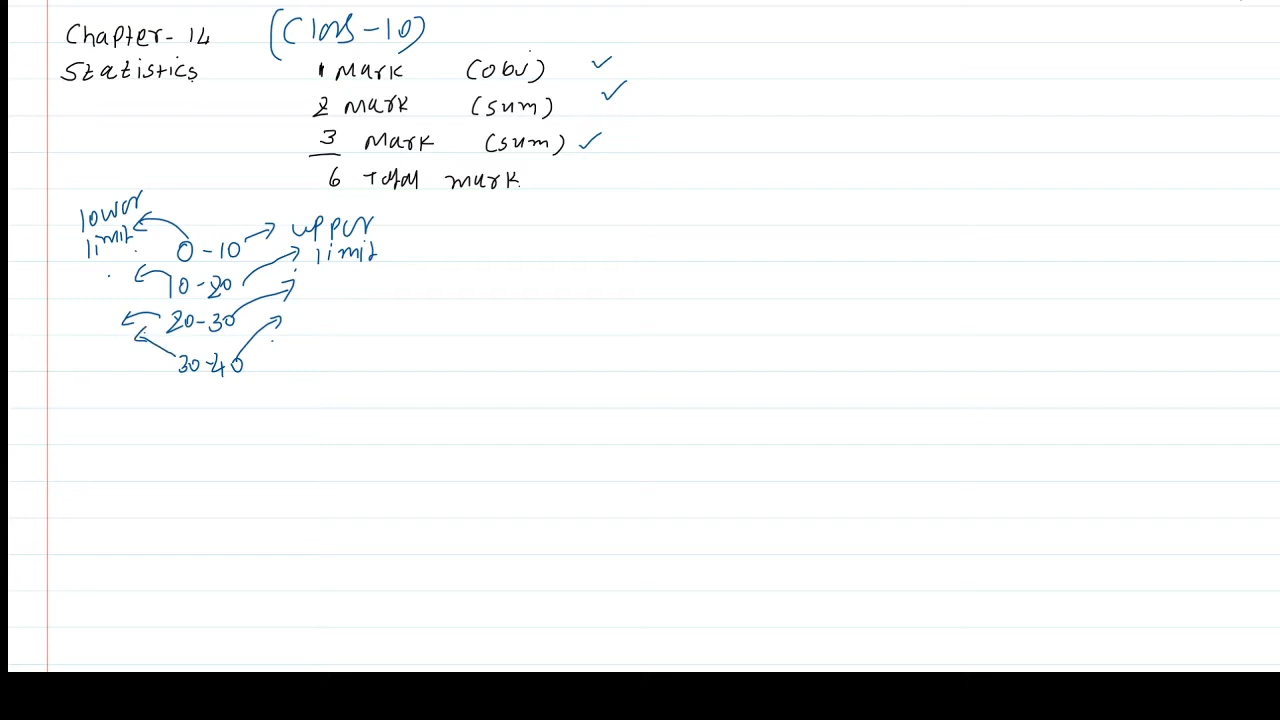 Chapter- 14 (Class-10)
Statistics 1 Mark (obj) ✓
2 mark (sum) ✓
3 Mark (sum) ✓
6 Total mark.
lower limit upper limit
0-10
10-20
20-30
30-40